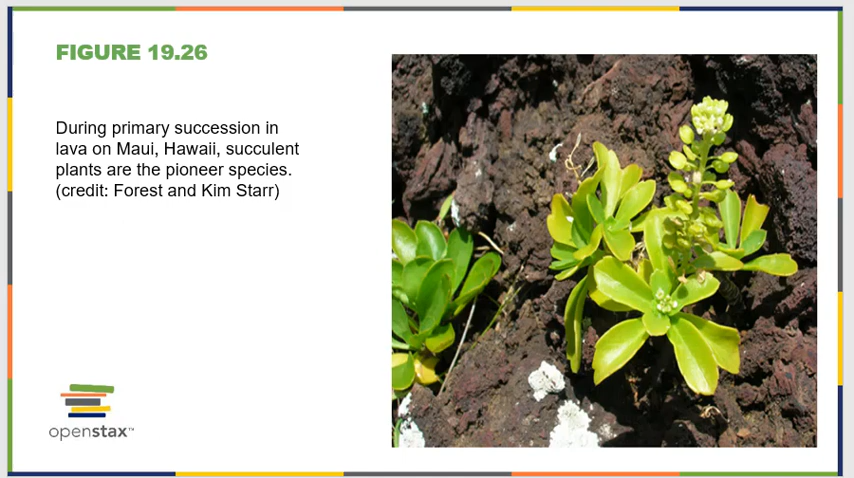 FIGURE 19.26
During primary succession in
lava on Maui, Hawaii, succulent
plants are the pioneer species.
(credit: Forest and Kim Starr)
openstax™